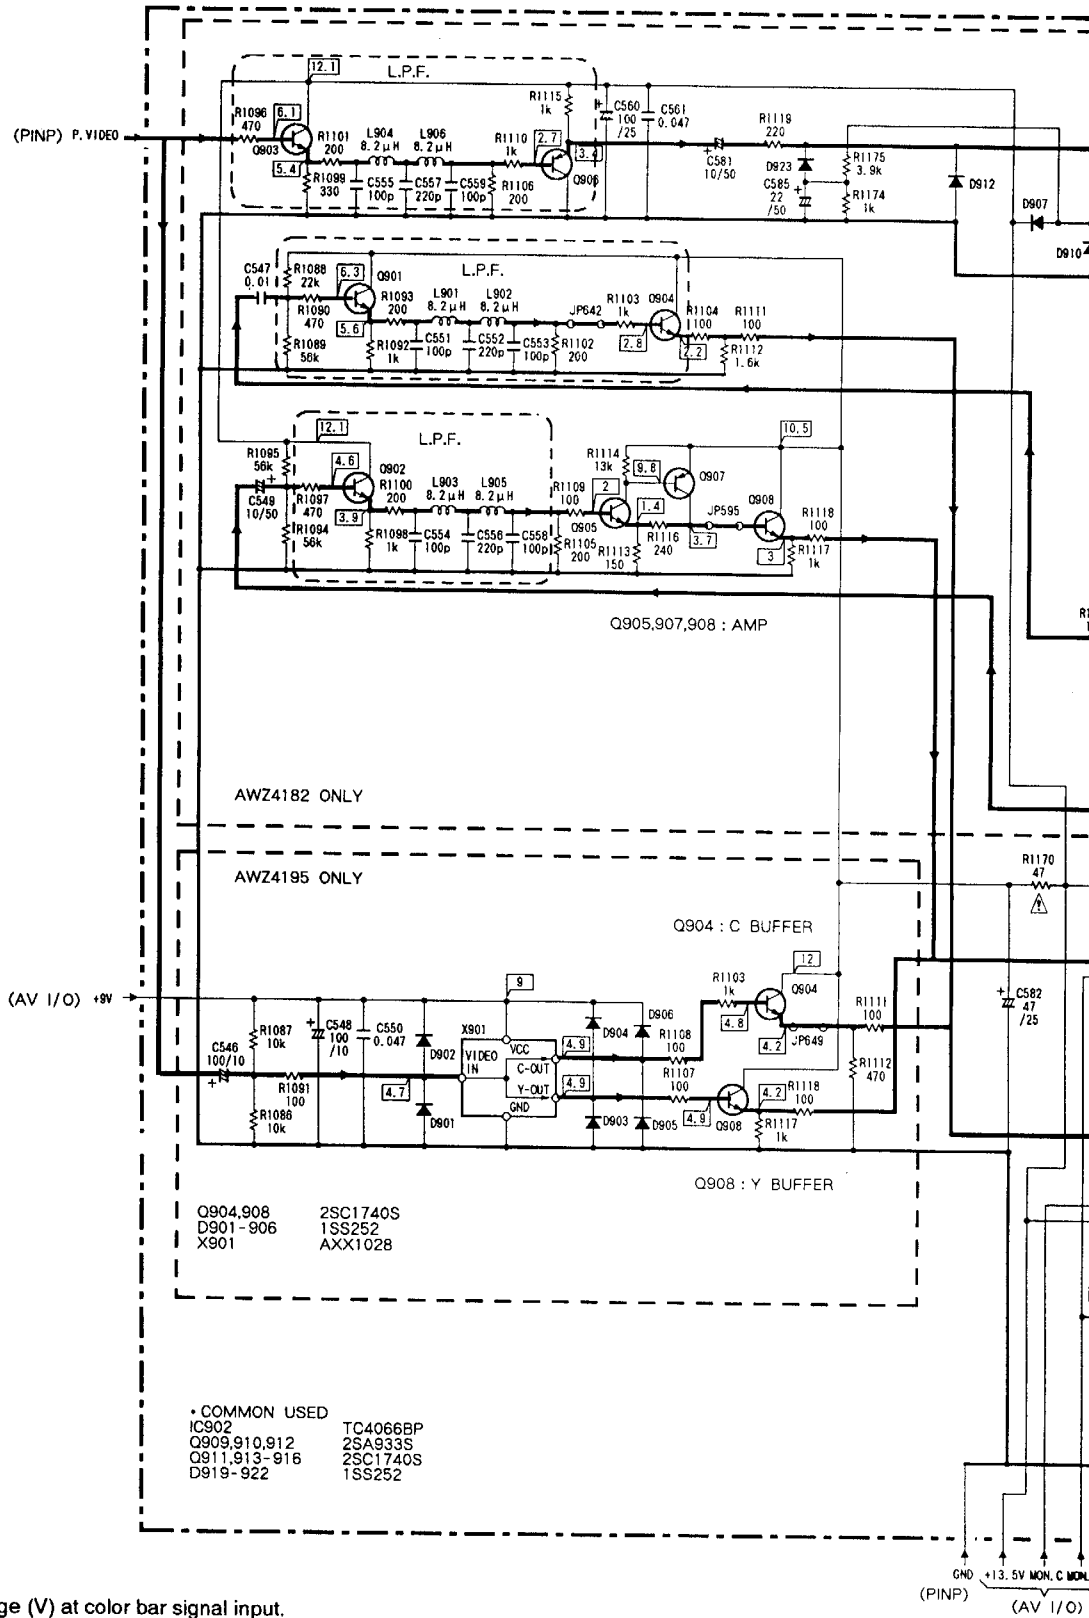 12.1
L.P.F.
R1115
1k
C560
100
/25
C561
0.047
R1096
470
6.1
(PINP) P.VIDEO
Q903
R1101
200
L904
8.2μH
L906
8.2μH
R1110
1k
2.7
3.4
R1119
220
C581
10/50
D923
R1175
3.9k
5.4
R1099
330
C555
100p
C557
220p
C559
100p
R1106
200
Q906
C585
22
/50
R1174
1k
D912
D907
D910
C547
0.01
R1088
22k
6.3
Q901
L.P.F.
R1093
200
L901
8.2μH
L902
8.2μH
JP642
R1103
1k
Q904
R1104
100
R1111
100
R1090
470
5.6
2.8
2.2
R1089
56k
R1092
1k
C551
100p
C552
220p
C553
100p
R1102
200
R1112
1.6k
12.1
L.P.F.
10.5
R1095
56k
4.6
Q902
R1100
200
L903
8.2μH
L905
8.2μH
R1109
100
R1114
13k
9.8
Q907
2
1.4
JP595
Q908
R1118
100
C549
10/50
R1097
470
3.9
Q905
R1116
240
3.7
R1094
56k
R1098
1k
C554
100p
C556
220p
C558
100p
R1105
200
R1113
150
3
R1117
1k
Q905,907,908 : AMP
AWZ4182 ONLY
AWZ4195 ONLY
R1170
47
Q904 : C BUFFER
12
(AV I/O) +9V
9
R1103
1k
Q904
R1111
100
C582
47
/25
R1087
10k
C548
100
/10
C550
0.047
D902
X901
VIDEO
IN
VCC
C-OUT
Y-OUT
GND
D904
D906
4.9
R1108
100
4.8
4.2
JP649
C546
100/10
R1091
100
4.7
4.9
R1107
100
4.9
4.2
R1118
100
R1112
470
R1086
10k
D901
D903
D905
Q908
R1117
1k
Q908 : Y BUFFER
Q904,908 2SC1740S
D901-906 1SS252
X901 AXX1028
• COMMON USED
IC902 TC4066BP
Q909,910,912 2SA933S
Q911,913-916 2SC1740S
D919-922 1SS252
GND +13.5V MON.C MON.
(PINP) (AV I/O)
ge (V) at color bar signal input.